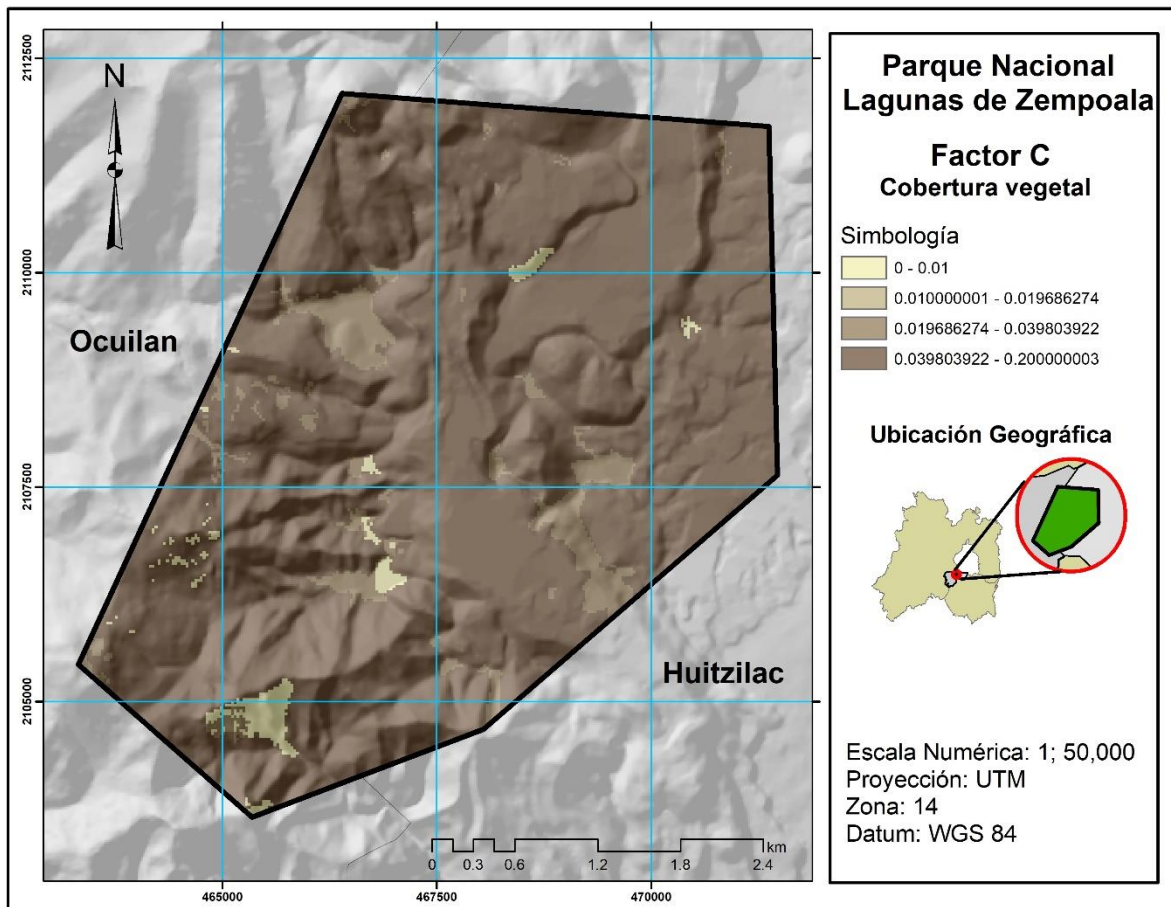 2112500
2110000
2107500
2105000
N
Ocuilan
Huitzilac
km
0 0.3 0.6 1.2 1.8 2.4
465000 467500 470000
Parque Nacional
Lagunas de Zempoala
Factor C
Cobertura vegetal
Simbología
0 - 0.01
0.010000001 - 0.019686274
0.019686274 - 0.039803922
0.039803922 - 0.200000003
Ubicación Geográfica
Escala Numérica: 1; 50,000
Proyección: UTM
Zona: 14
Datum: WGS 84